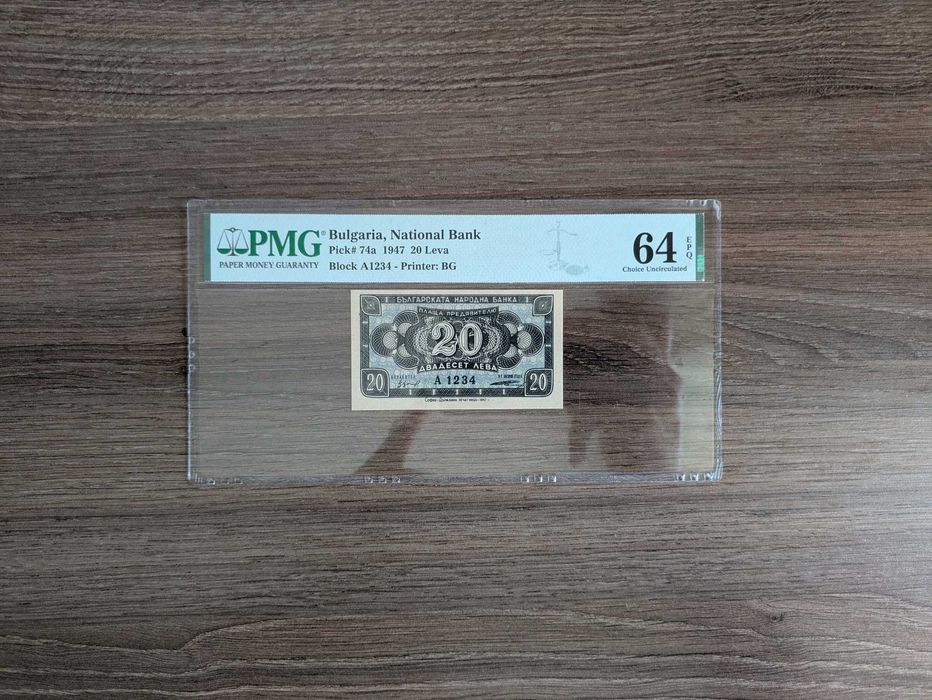 PMG®
PAPER MONEY GUARANTY
Bulgaria, National Bank
Pick# 74a 1947 20 Leva
Block A1234 - Printer: BG
64
EPQ
Choice Uncirculated
БЪЛГАРСКАТА НАРОДНА БАНКА
ПЛАЩА ПРЕДЯВИТЕЛЮ
20
ДВАДЕСЕТ ЛЕВА
20 A 1234 20